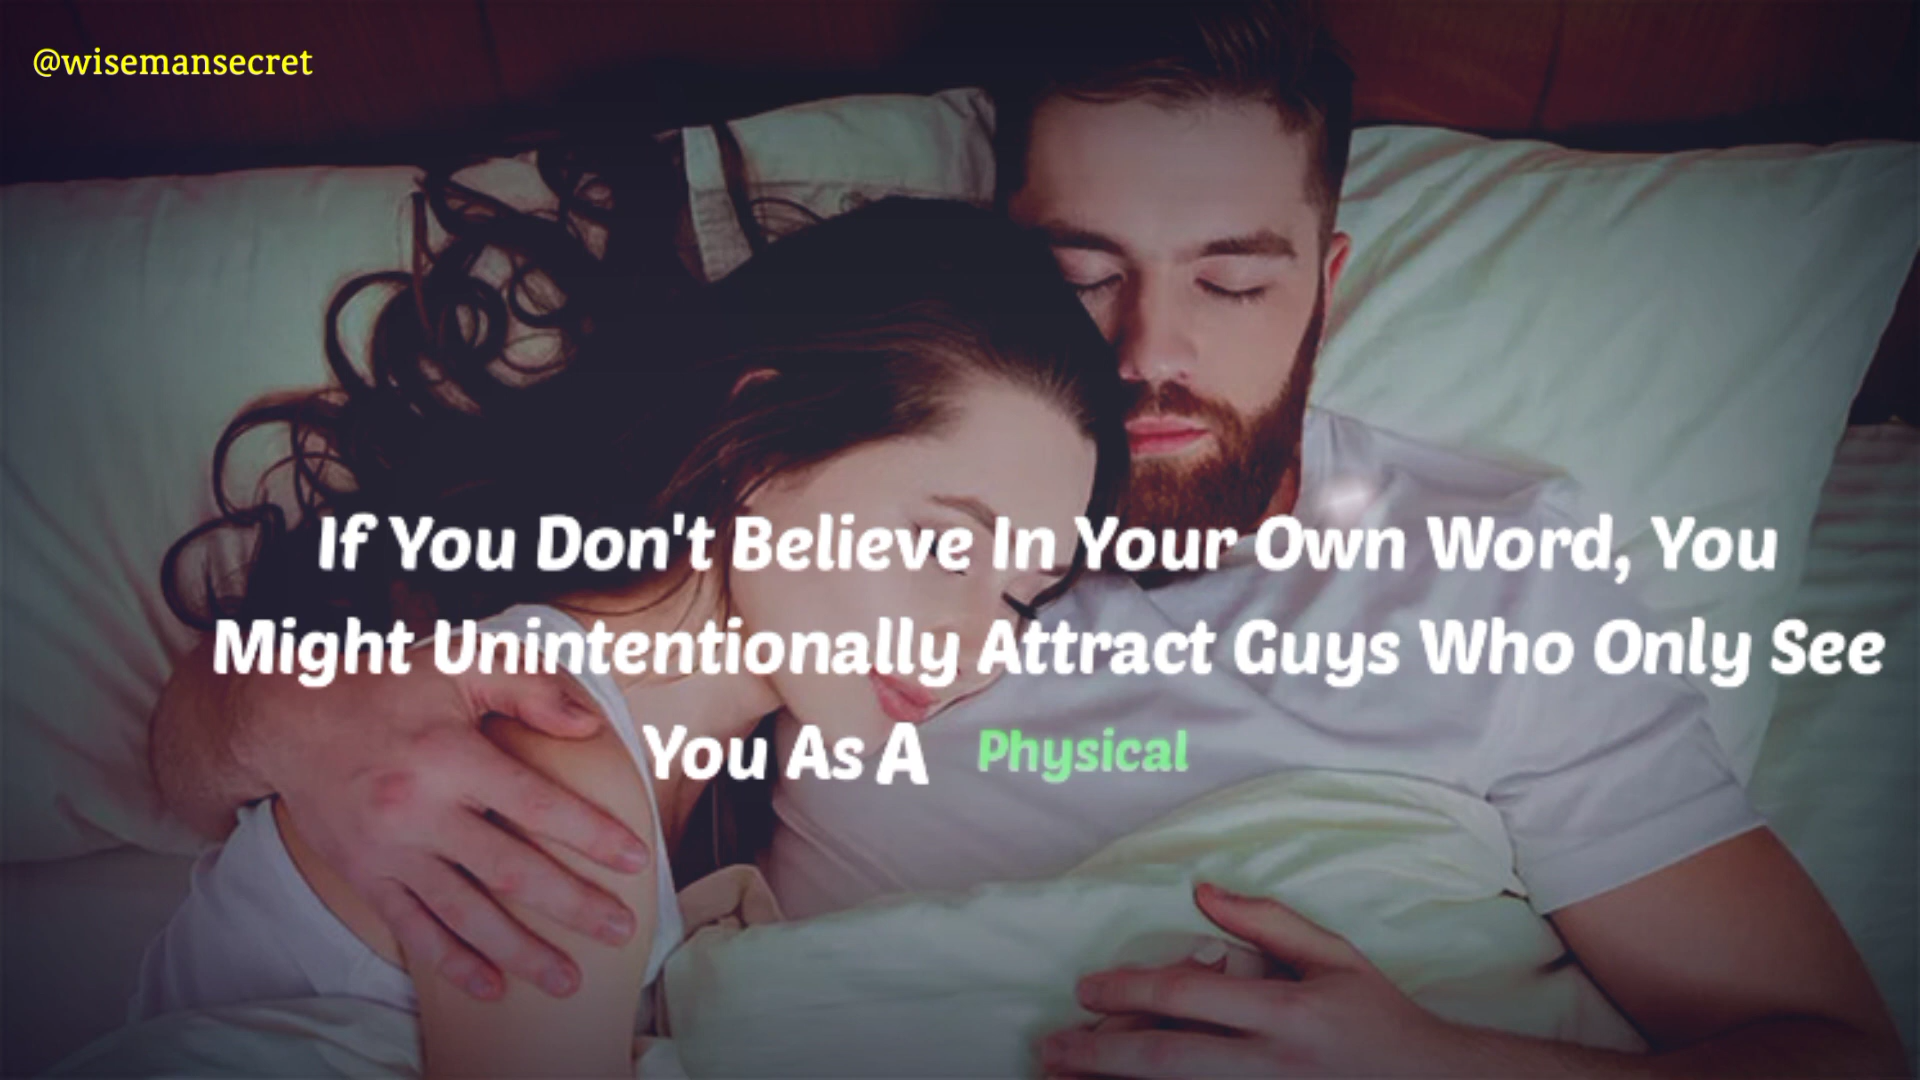 @wisemansecret
If You Don't Believe In Your Own Word, You
Might Unintentionally Attract Guys Who Only See
You As A Physical